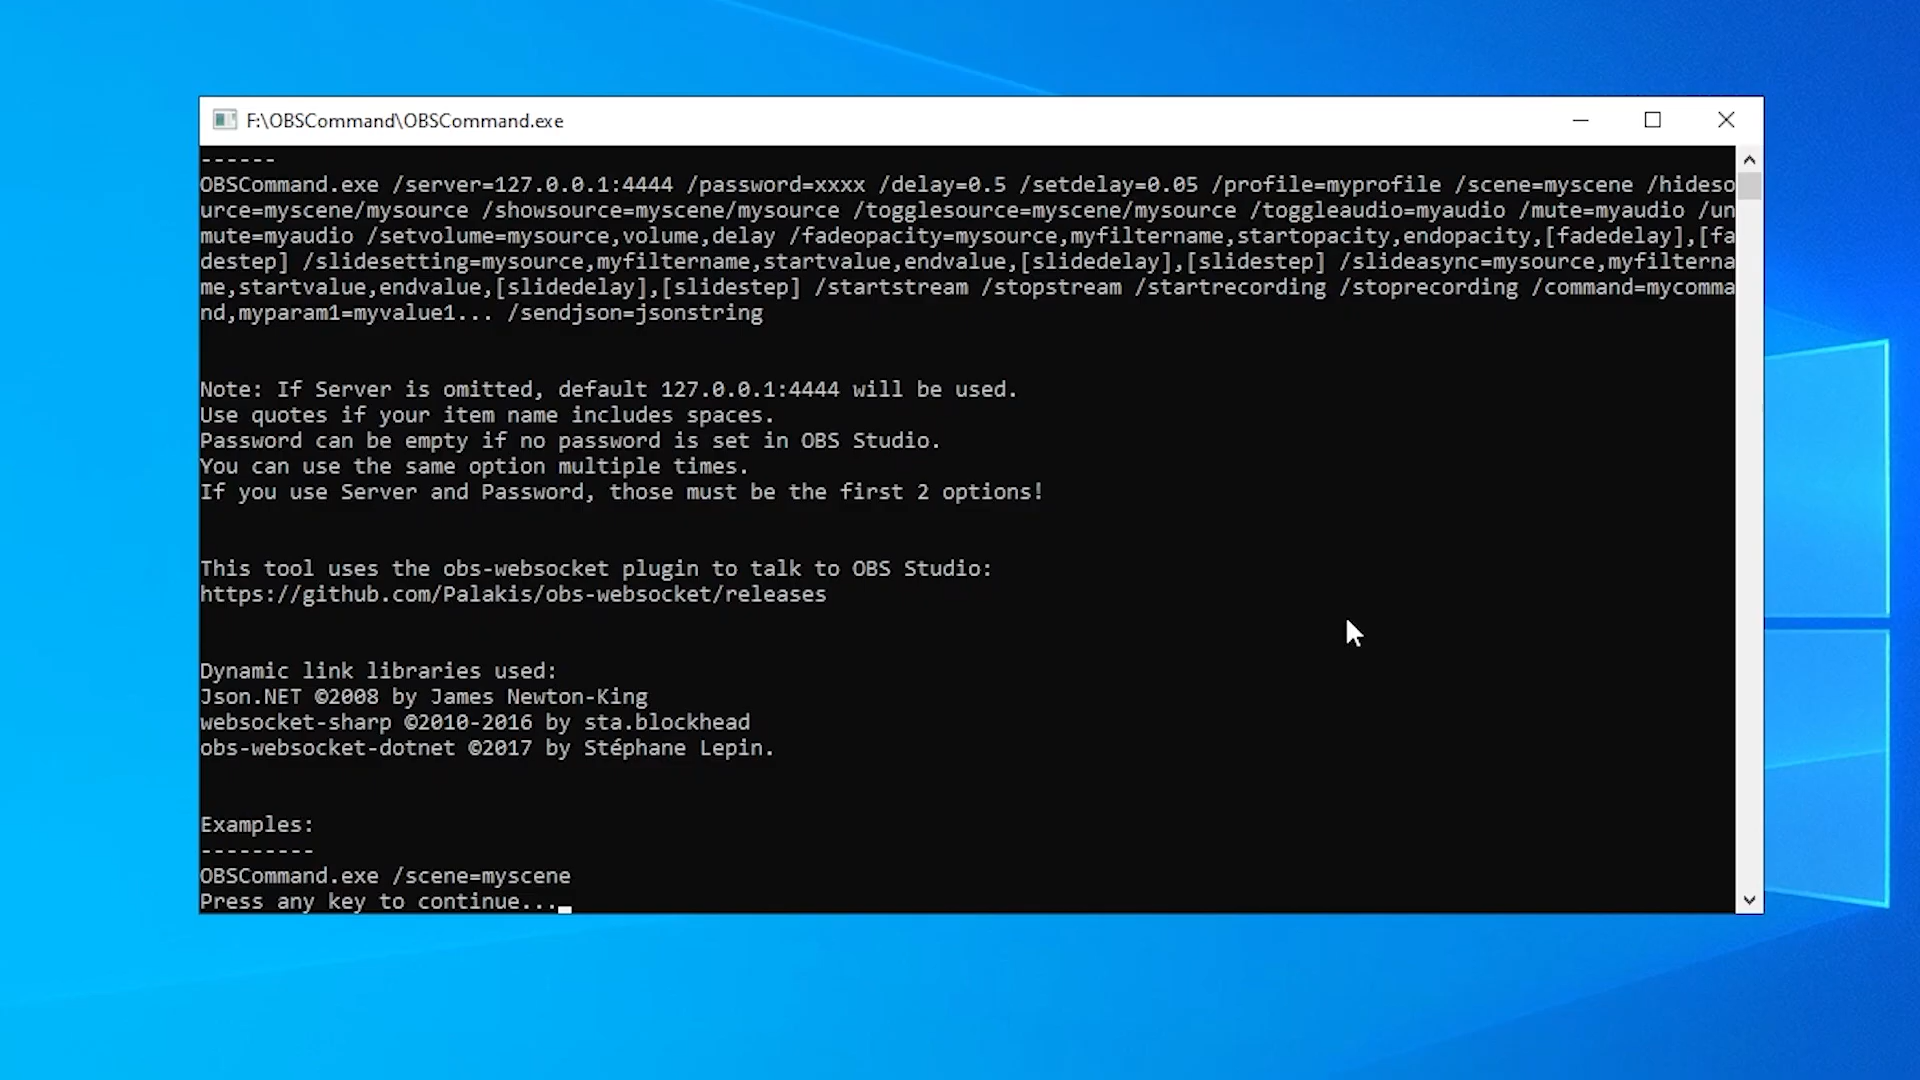 F:\OBSCommand\OBSCommand.exe
------
OBSCommand.exe /server=127.0.0.1:4444 /password=xxxx /delay=0.5 /setdelay=0.05 /profile=myprofile /scene=myscene /hideso
urce=myscene/mysource /showsource=myscene/mysource /togglesource=myscene/mysource /toggleaudio=myaudio /mute=myaudio /un
mute=myaudio /setvolume=mysource,volume,delay /fadeopacity=mysource,myfiltername,startopacity,endopacity,[fadedelay],[fa
destep] /slidesetting=mysource,myfiltername,startvalue,endvalue,[slidedelay],[slidestep] /slideasync=mysource,myfilterna
me,startvalue,endvalue,[slidedelay],[slidestep] /startstream /stopstream /startrecording /stoprecording /command=mycomma
nd,myparam1=myvalue1... /sendjson=jsonstring
Note: If Server is omitted, default 127.0.0.1:4444 will be used.
Use quotes if your item name includes spaces.
Password can be empty if no password is set in OBS Studio.
You can use the same option multiple times.
If you use Server and Password, those must be the first 2 options!
This tool uses the obs-websocket plugin to talk to OBS Studio:
https://github.com/Palakis/obs-websocket/releases
Dynamic link libraries used:
Json.NET ©2008 by James Newton-King
websocket-sharp ©2010-2016 by sta.blockhead
obs-websocket-dotnet ©2017 by Stéphane Lepin.
Examples:
---------
OBSCommand.exe /scene=myscene
Press any key to continue..._